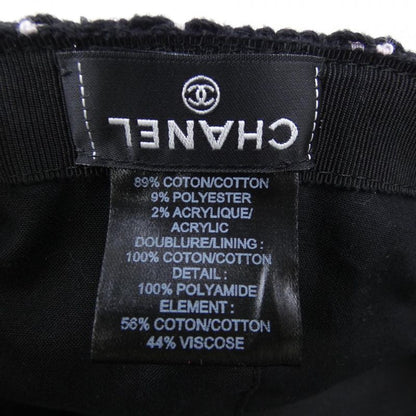 CHANEL
89% COTON/COTTON
9% POLYESTER
2% ACRYLIQUE/
ACRYLIC
DOUBLURE/LINING :
100% COTON/COTTON
DETAIL :
100% POLYAMIDE
ELEMENT :
56% COTON/COTTON
44% VISCOSE